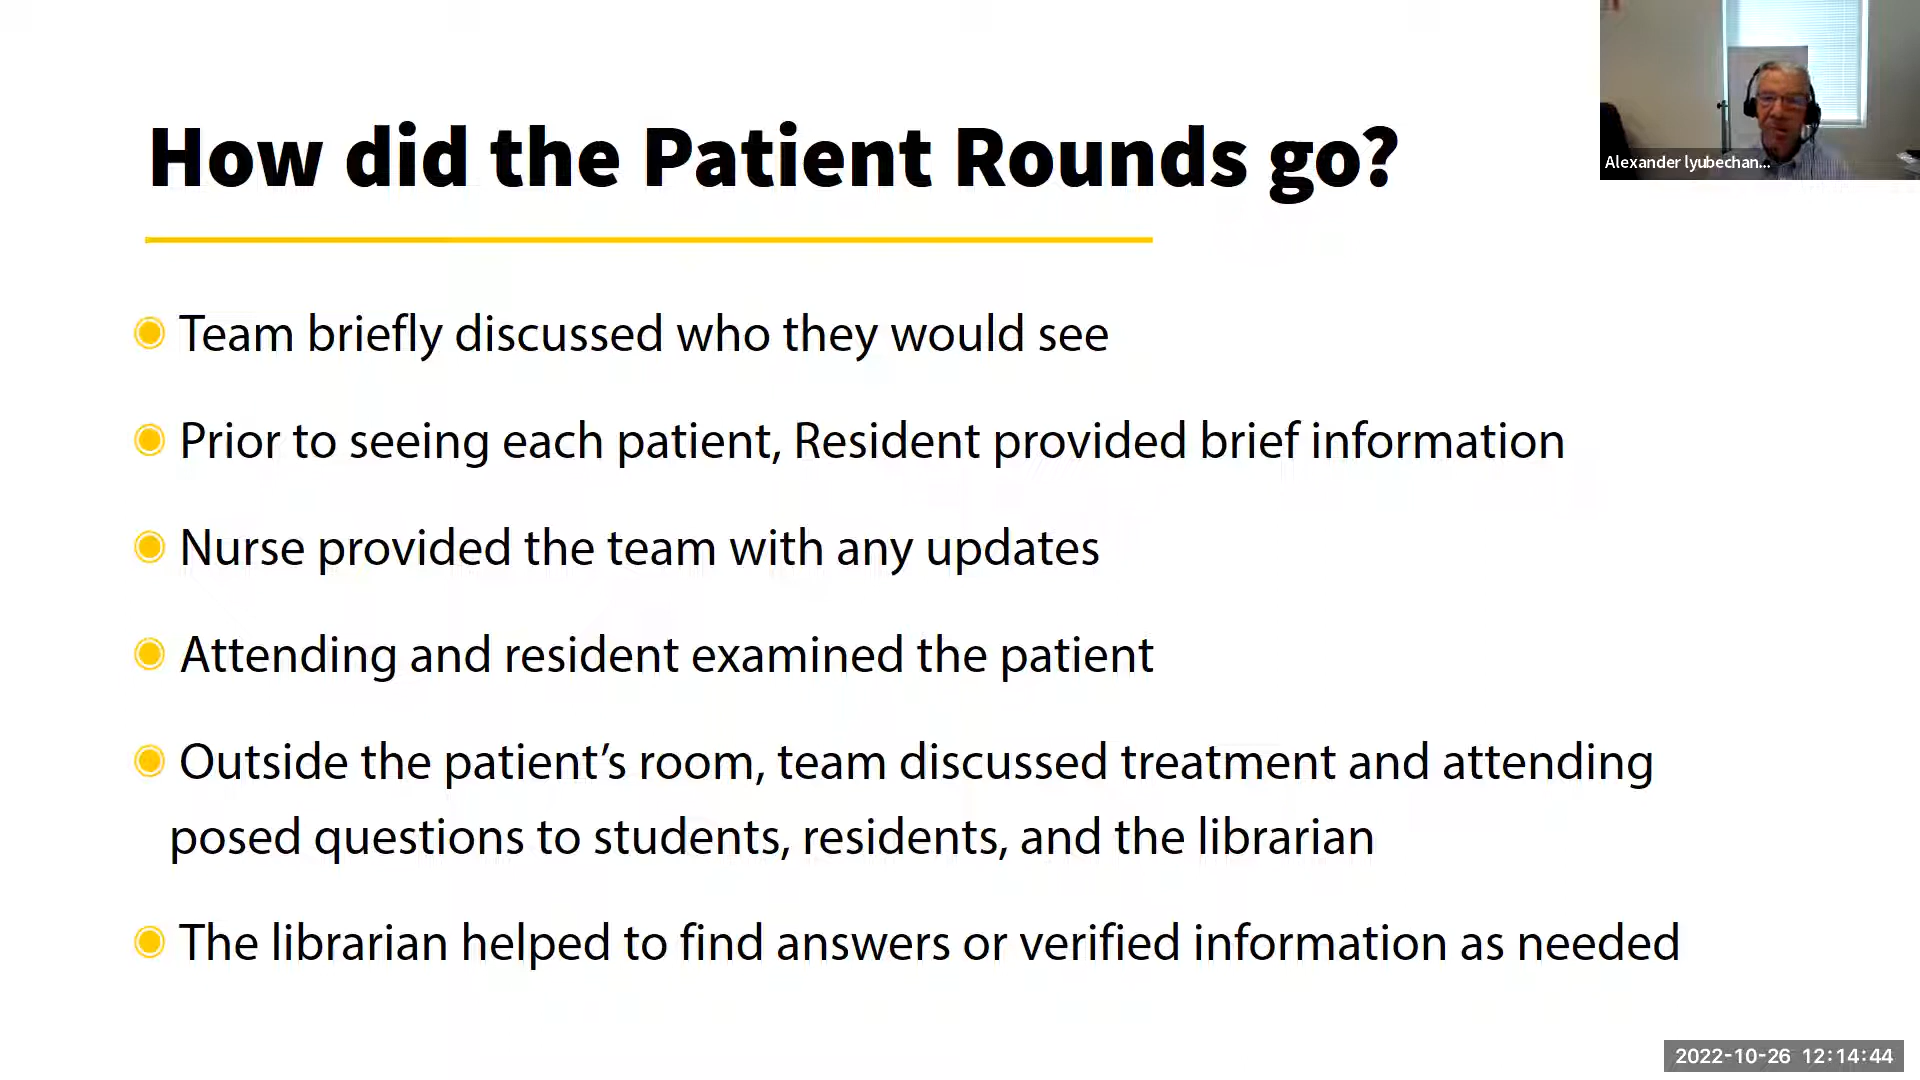 How did the Patient Rounds go?
Alexander lyubechan...
Team briefly discussed who they would see
Prior to seeing each patient, Resident provided brief information
Nurse provided the team with any updates
Attending and resident examined the patient
Outside the patient’s room, team discussed treatment and attending
posed questions to students, residents, and the librarian
The librarian helped to find answers or verified information as needed
2022-10-26 12:14:44